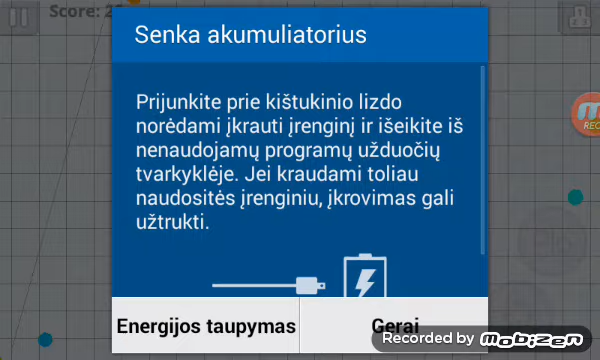 Score: 2
Senka akumuliatorius
Prijunkite prie kištukinio lizdo
norėdami įkrauti įrenginį ir išeikite iš
nenaudojamų programų užduočių
tvarkyklėje. Jei kraudami toliau
naudositės įrenginiu, įkrovimas gali
užtrukti.
Energijos taupymas
Gerai
REC
Recorded by Mobizen